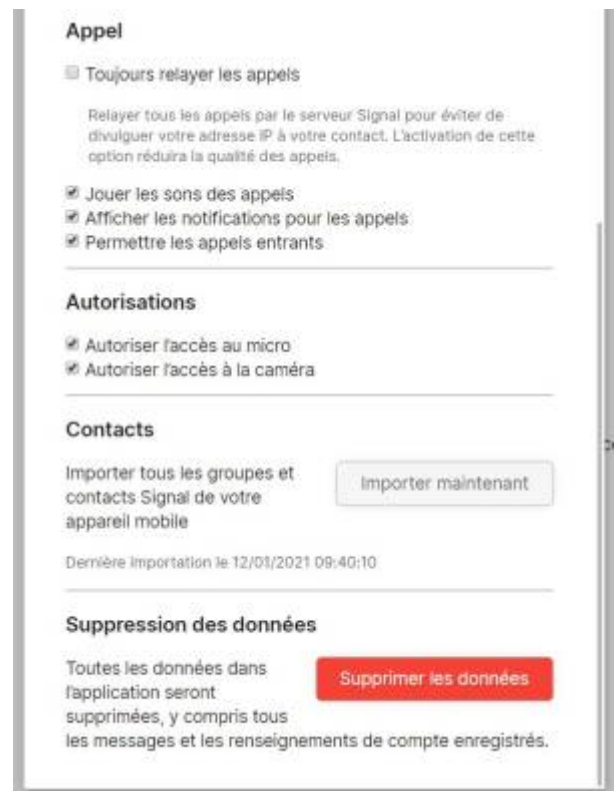 Appel
Toujours relayer les appels
Relayer tous les appels par le serveur Signal pour éviter de
divulguer votre adresse IP à votre contact. L'activation de cette
option réduira la qualité des appels.
Jouer les sons des appels
Afficher les notifications pour les appels
Permettre les appels entrants
Autorisations
Autoriser l'accès au micro
Autoriser l'accès à la caméra
Contacts
Importer tous les groupes et
contacts Signal de votre
appareil mobile
Importer maintenant
Dernière importation le 12/01/2021 09:40:10
Suppression des données
Toutes les données dans
l'application seront
supprimées, y compris tous
les messages et les renseignements de compte enregistrés.
Supprimer les données